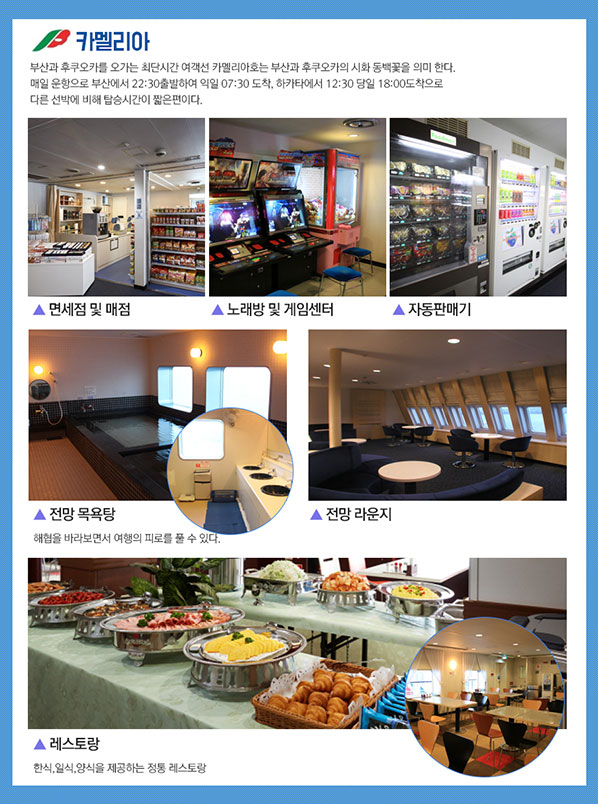 카멜리아
부산과 후쿠오카를 오가는 최단시간 여객선 카멜리아호는 부산과 후쿠오카의 시화 동백꽃을 의미 한다.
매일 운항으로 부산에서 22:30출발하여 익일 07:30 도착, 하카타에서 12:30 당일 18:00도착으로
다른 선박에 비해 탑승시간이 짧은편이다.
▲ 면세점 및 매점
▲ 노래방 및 게임센터
▲ 자동판매기
▲ 전망 목욕탕
▲ 전망 라운지
해협을 바라보면서 여행의 피로를 풀 수 있다.
▲ 레스토랑
한식,일식,양식을 제공하는 정통 레스토랑